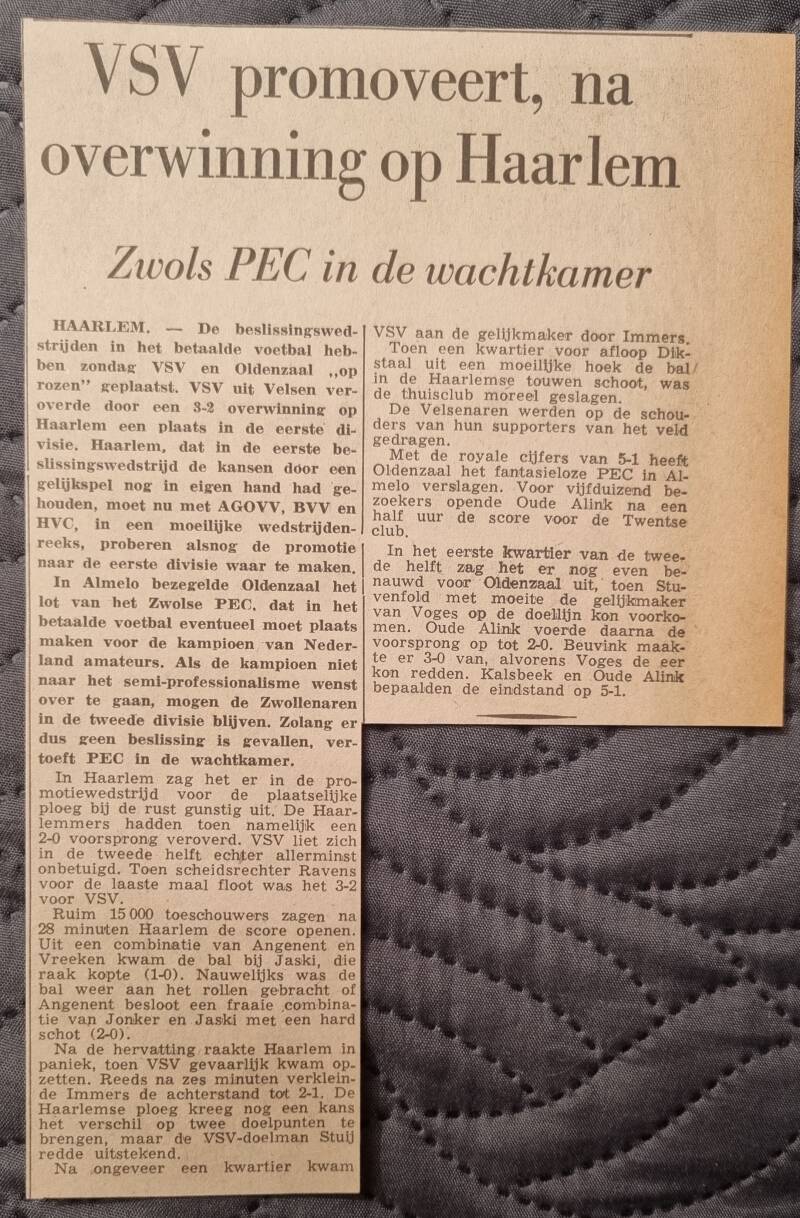 VSV promoveert, na
overwinning op Haarlem
Zwols PEC in de wachtkamer
HAARLEM. — De beslissingswed-
strijden in het betaalde voetbal heb-
ben zondag VSV en Oldenzaal „op
rozen” geplaatst. VSV uit Velsen ver-
overde door een 3-2 overwinning op
Haarlem een plaats in de eerste di-
visie. Haarlem, dat in de eerste be-
slissingswedstrijd de kansen door een
gelijkspel nog in eigen hand had ge-
houden, moet nu met AGOVV, BVV en
HVC, in een moeilijke wedstrijden-
reeks, proberen alsnog de promotie
naar de eerste divisie waar te maken.
In Almelo bezegelde Oldenzaal het
lot van het Zwolse PEC, dat in het
betaalde voetbal eventueel moet plaats
maken voor de kampioen van Neder-
land amateurs. Als de kampioen niet
naar het semi-professionalisme wenst
over te gaan, mogen de Zwollenaren
in de tweede divisie blijven. Zolang er
dus geen beslissing is gevallen, ver-
toeft PEC in de wachtkamer.
In Haarlem zag het er in de pro-
motiewedstrijd voor de plaatselijke
ploeg bij de rust gunstig uit. De Haar-
lemmers hadden toen namelijk een
2-0 voorsprong veroverd. VSV liet zich
in de tweede helft echter allerminst
onbetuigd. Toen scheidsrechter Ravens
voor de laaste maal floot was het 3-2
voor VSV.
Ruim 15 000 toeschouwers zagen na
28 minuten Haarlem de score openen.
Uit een combinatie van Angenent en
Vreeken kwam de bal bij Jaski, die
raak kopte (1-0). Nauwelijks was de
bal weer aan het rollen gebracht of
Angenent besloot een fraaie combina-
tie van Jonker en Jaski met een hard
schot (2-0).
Na de hervatting raakte Haarlem in
paniek, toen VSV gevaarlijk kwam op-
zetten. Reeds na zes minuten verklein-
de Immers de achterstand tot 2-1. De
Haarlemse ploeg kreeg nog een kans
het verschil op twee doelpunten te
brengen, maar de VSV-doelman Stuij
redde uitstekend.
Na ongeveer een kwartier kwam
VSV aan de gelijkmaker door Immers.
Toen een kwartier voor afloop Dik-
staal uit een moeilijke hoek de bal
in de Haarlemse touwen schoot, was
de thuisclub moreel geslagen.
De Velsenaren werden op de schou-
ders van hun supporters van het veld
gedragen.
Met de royale cijfers van 5-1 heeft
Oldenzaal het fantasieloze PEC in Al-
melo verslagen. Voor vijfduizend be-
zoekers opende Oude Alink na een
half uur de score voor de Twentse
club.
In het eerste kwartier van de twee-
de helft zag het er nog even be-
nauwd voor Oldenzaal uit, toen Stu-
venfold met moeite de gelijkmaker
van Voges op de doellijn kon voorko-
men. Oude Alink voerde daarna de
voorsprong op tot 2-0. Beuvink maak-
te er 3-0 van, alvorens Voges de eer
kon redden. Kalsbeek en Oude Alink
bepaalden de eindstand op 5-1.